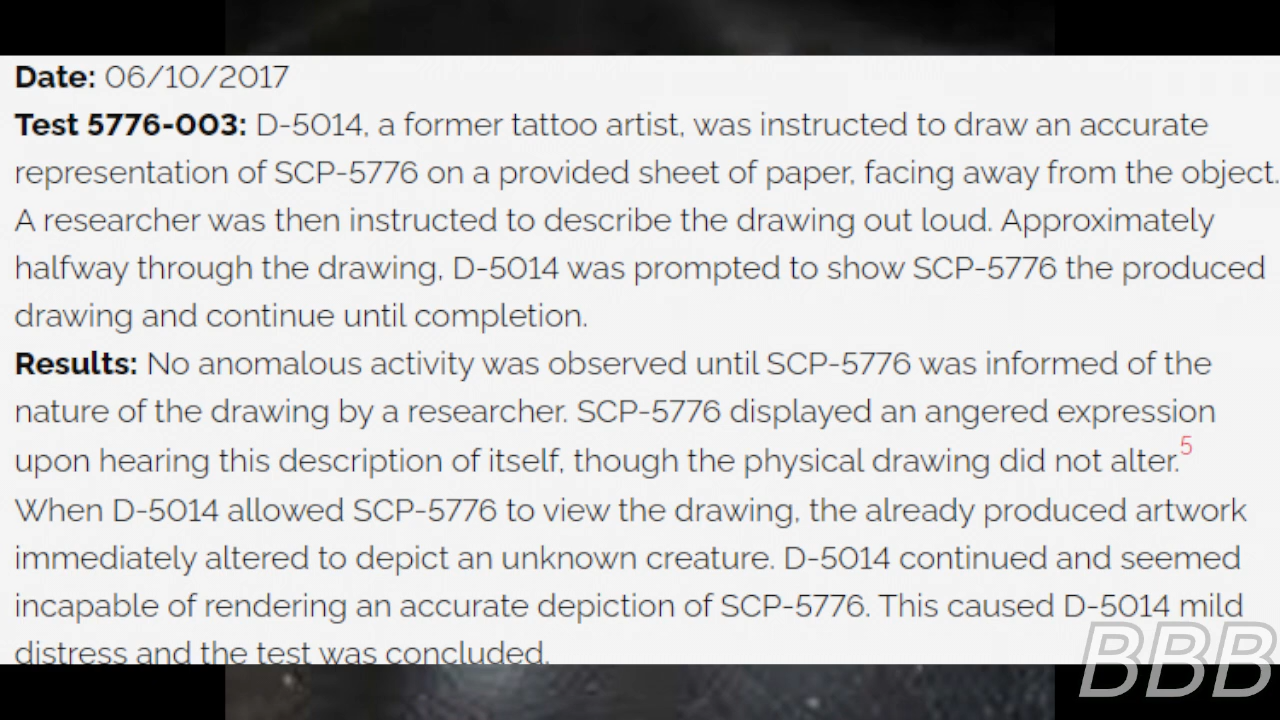 Date: 06/10/2017
Test 5776-003: D-5014, a former tattoo artist, was instructed to draw an accurate
representation of SCP-5776 on a provided sheet of paper, facing away from the object.
A researcher was then instructed to describe the drawing out loud. Approximately
halfway through the drawing, D-5014 was prompted to show SCP-5776 the produced
drawing and continue until completion.
Results: No anomalous activity was observed until SCP-5776 was informed of the
nature of the drawing by a researcher. SCP-5776 displayed an angered expression
upon hearing this description of itself, though the physical drawing did not alter.5
When D-5014 allowed SCP-5776 to view the drawing, the already produced artwork
immediately altered to depict an unknown creature. D-5014 continued and seemed
incapable of rendering an accurate depiction of SCP-5776. This caused D-5014 mild
distress and the test was concluded.
BBB